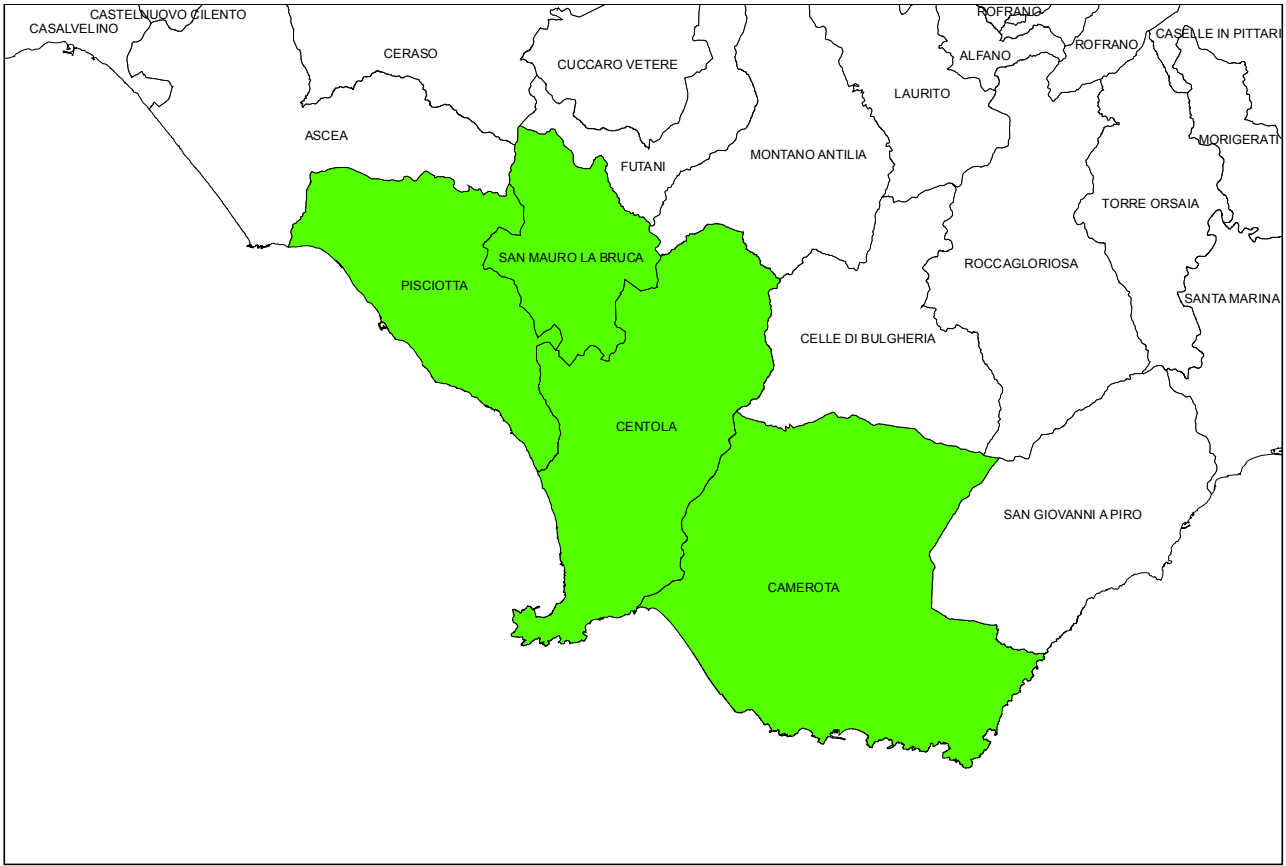 CASTELNUOVO CILENTO
ROFRANO
CASALVELINO
CERASO
CUCCARO VETERE
ALFANO
ROFRANO
CASELLE IN PITTARI
LAURITO
ASCEA
FUTANI
MONTANO ANTILIA
MORIGERATI
TORRE ORSAIA
SAN MAURO LA BRUCA
ROCCAGLORIOSA
PISCIOTTA
SANTA MARINA
CELLE DI BULGHERIA
CENTOLA
SAN GIOVANNI A PIRO
CAMEROTA